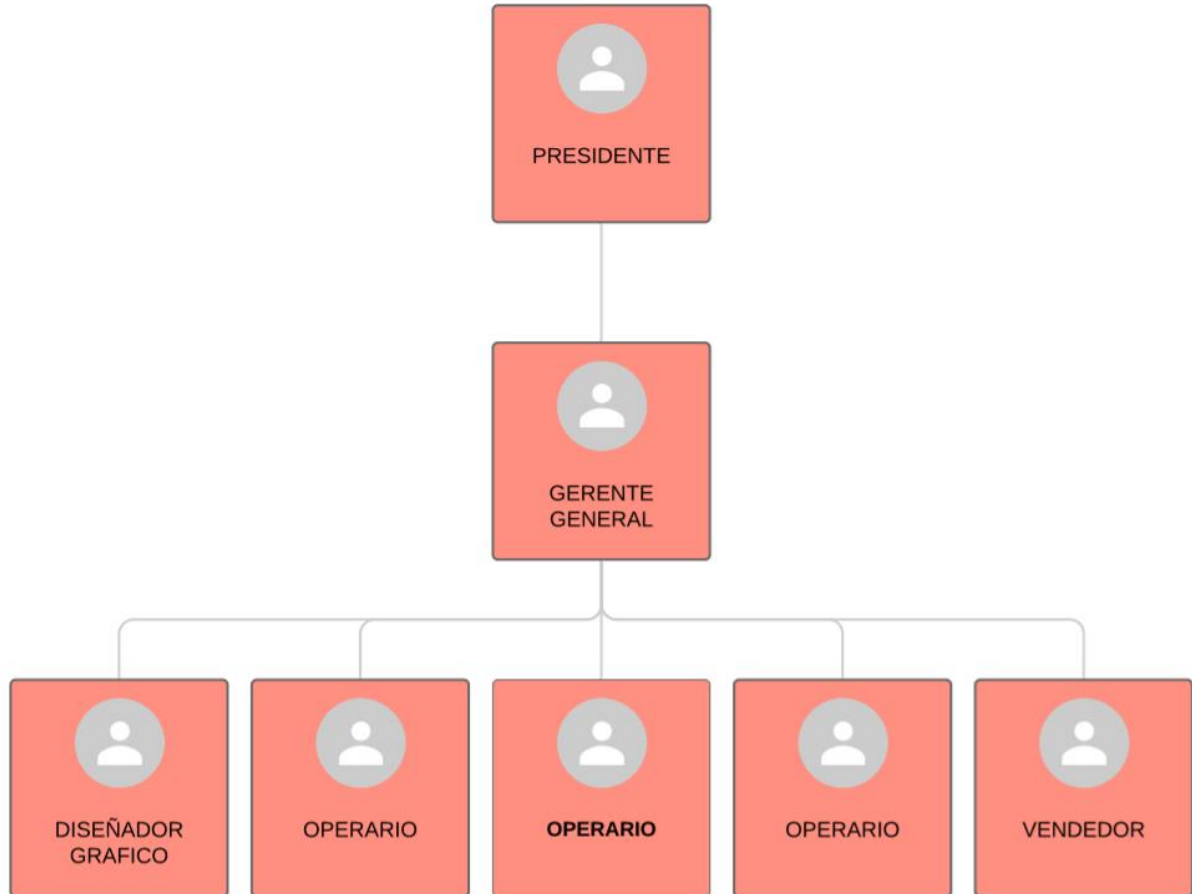 PRESIDENTE
GERENTE
GENERAL
DISEÑADOR
GRAFICO
OPERARIO
OPERARIO
OPERARIO
VENDEDOR